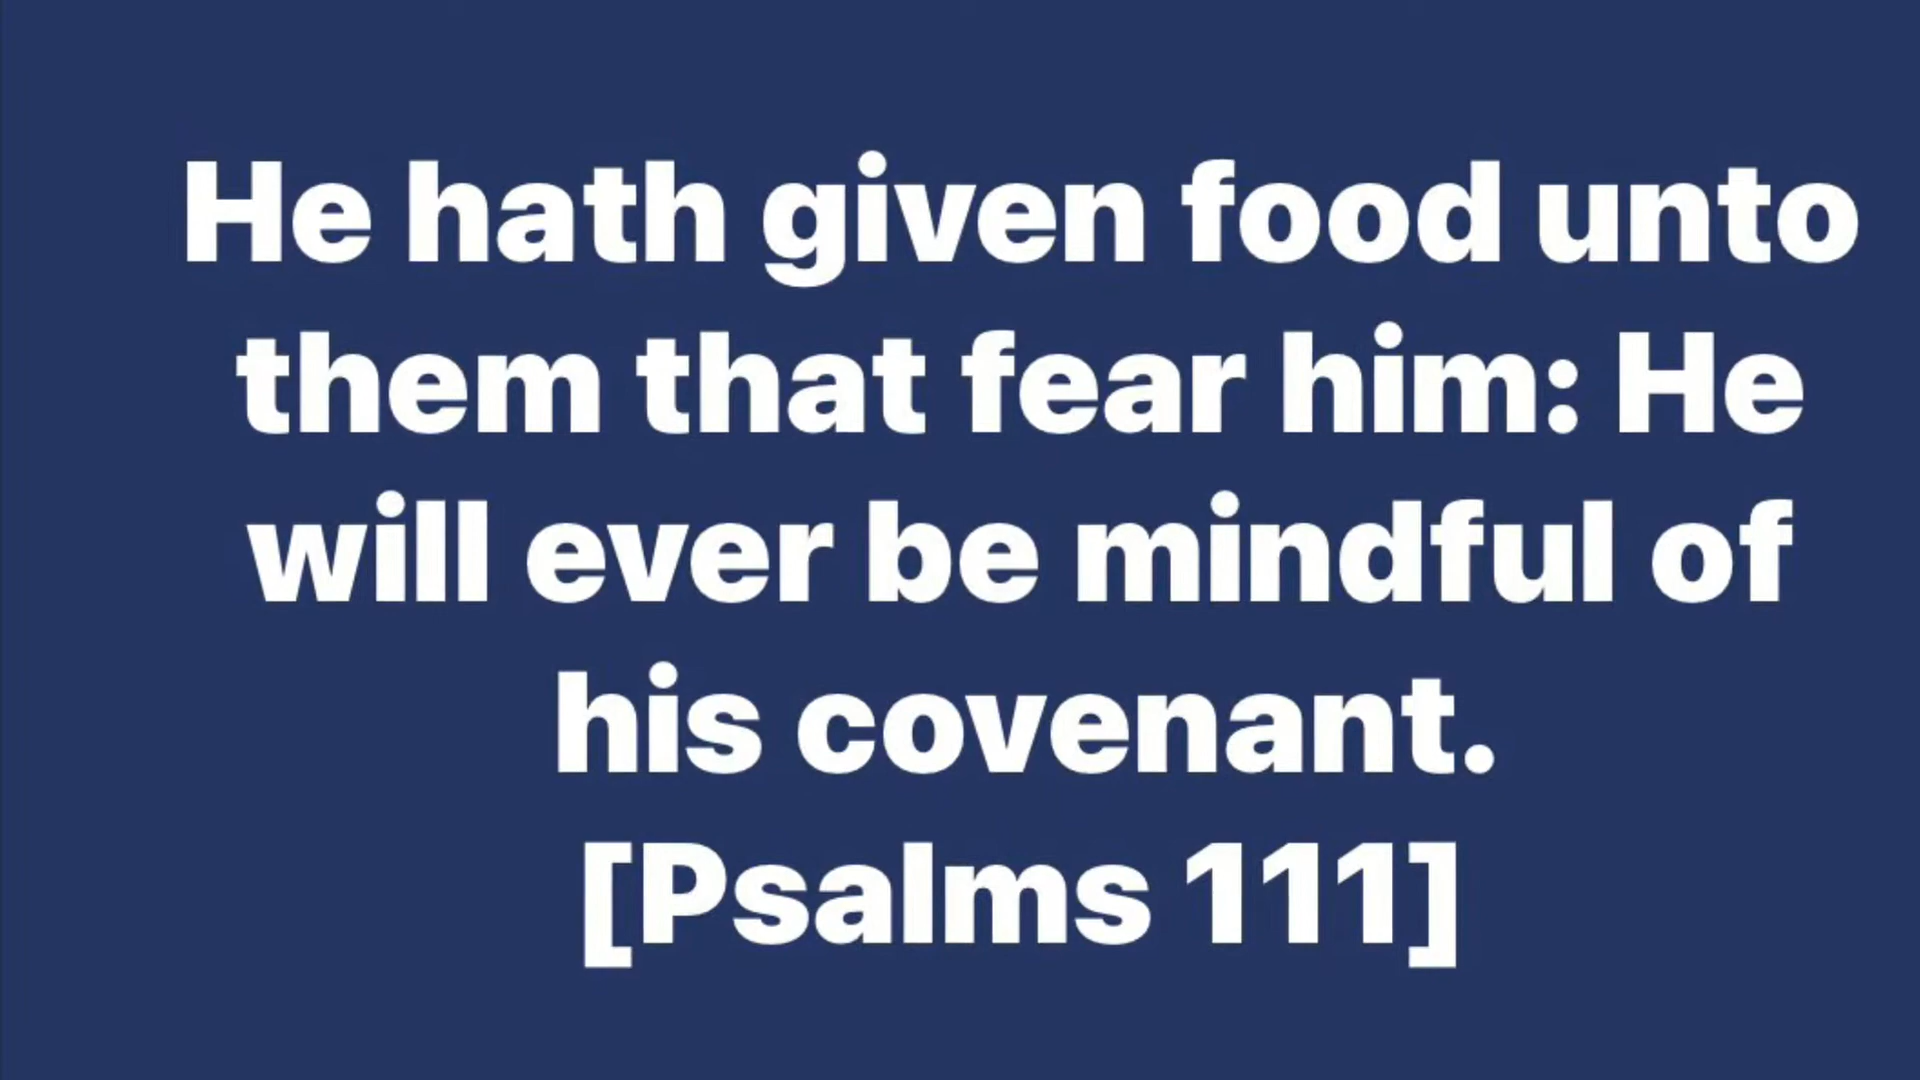 He hath given food unto
them that fear him: He
will ever be mindful of
his covenant.
[Psalms 111]